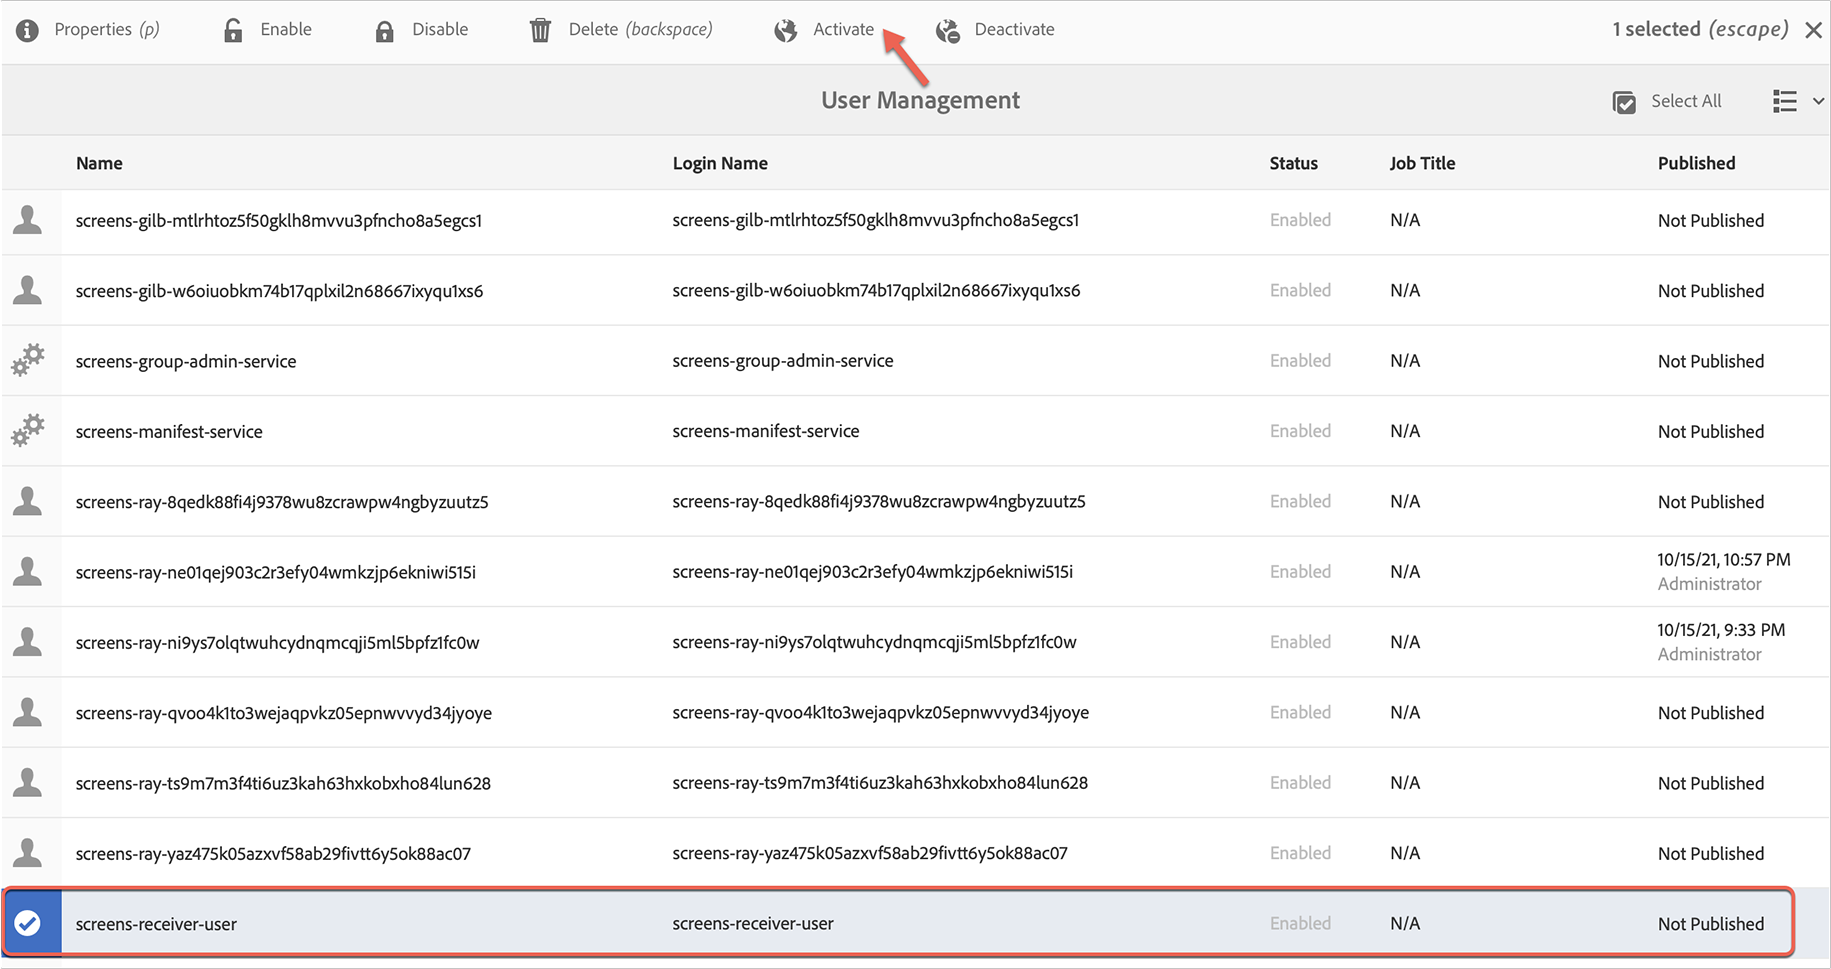 Properties (p) Enable Disable Delete (backspace) Activate Deactivate 1 selected (escape)
User Management Select All
Name Login Name Status Job Title Published
screens-gilb-mtlrhtoz5f50gklh8mvvu3pfncho8a5egcs1 screens-gilb-mtlrhtoz5f50gklh8mvvu3pfncho8a5egcs1 Enabled N/A Not Published
screens-gilb-w6oiuobkm74b17qplxil2n68667ixyqu1xs6 screens-gilb-w6oiuobkm74b17qplxil2n68667ixyqu1xs6 Enabled N/A Not Published
screens-group-admin-service screens-group-admin-service Enabled N/A Not Published
screens-manifest-service screens-manifest-service Enabled N/A Not Published
screens-ray-8qedk88fi4j9378wu8zcrawpw4ngbyzuutz5 screens-ray-8qedk88fi4j9378wu8zcrawpw4ngbyzuutz5 Enabled N/A Not Published
screens-ray-ne01qej903c2r3efy04wmkzjp6ekniwi515i screens-ray-ne01qej903c2r3efy04wmkzjp6ekniwi515i Enabled N/A 10/15/21, 10:57 PM
Administrator
screens-ray-ni9ys7olqtwuhcydnqmcqji5ml5bpfz1fc0w screens-ray-ni9ys7olqtwuhcydnqmcqji5ml5bpfz1fc0w Enabled N/A 10/15/21, 9:33 PM
Administrator
screens-ray-qvoo4k1to3wejaqpvkz05epnwvvyd34jyoye screens-ray-qvoo4k1to3wejaqpvkz05epnwvvyd34jyoye Enabled N/A Not Published
screens-ray-ts9m7m3f4ti6uz3kah63hxkobxho84lun628 screens-ray-ts9m7m3f4ti6uz3kah63hxkobxho84lun628 Enabled N/A Not Published
screens-ray-yaz475k05azxvf58ab29fivtt6y5ok88ac07 screens-ray-yaz475k05azxvf58ab29fivtt6y5ok88ac07 Enabled N/A Not Published
screens-receiver-user screens-receiver-user Enabled N/A Not Published